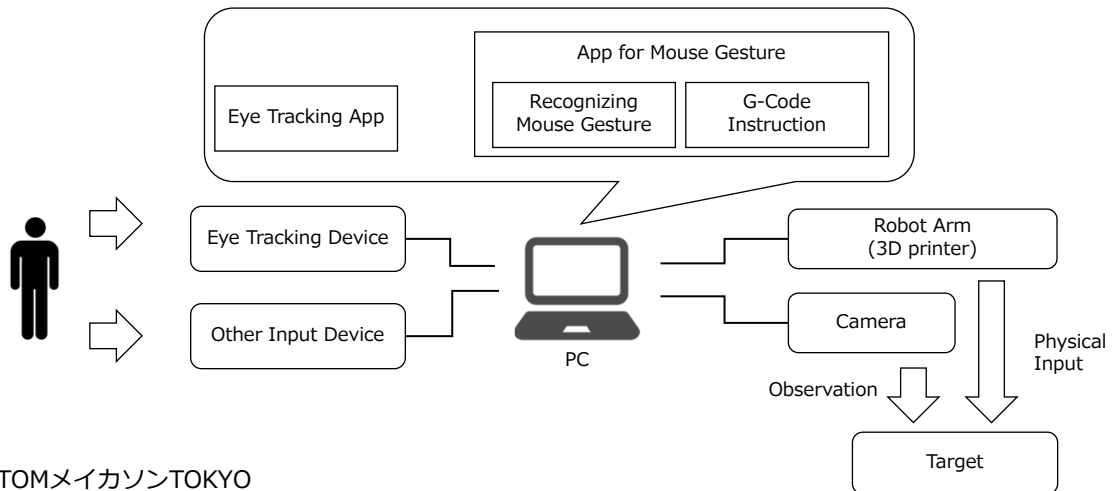 App for Mouse Gesture
Eye Tracking App
Recognizing
Mouse Gesture
G-Code
Instruction
Eye Tracking Device
Robot Arm
(3D printer)
Other Input Device
Camera
PC
Physical
Input
Observation
Target
TOMメイカソンTOKYO